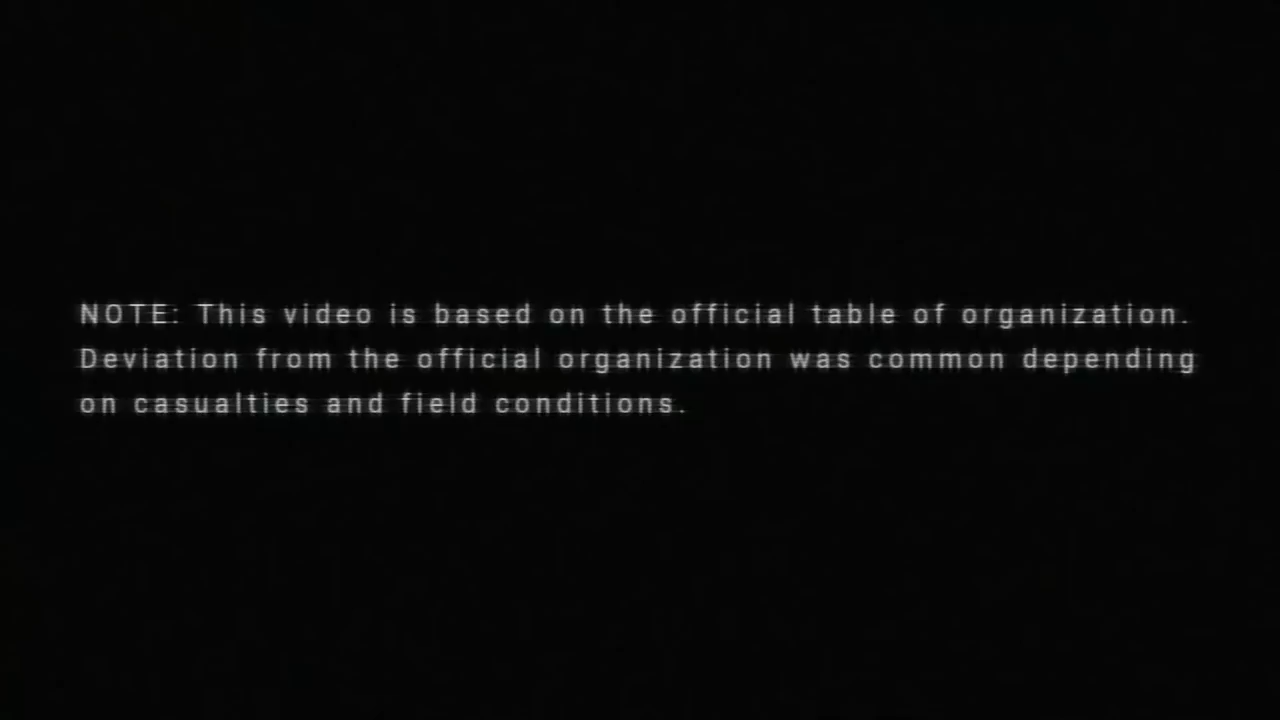 NOTE: This video is based on the official table of organization.
Deviation from the official organization was common depending
on casualties and field conditions.